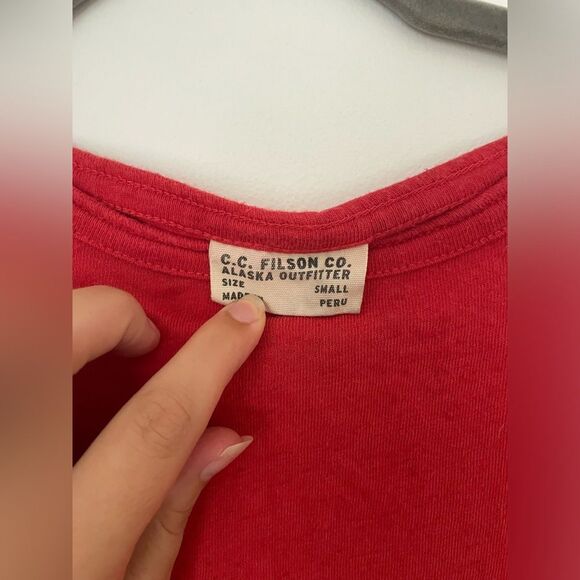 C.C. FILSON CO.
ALASKA OUTFITTER
SIZE SMALL
MADE PERU